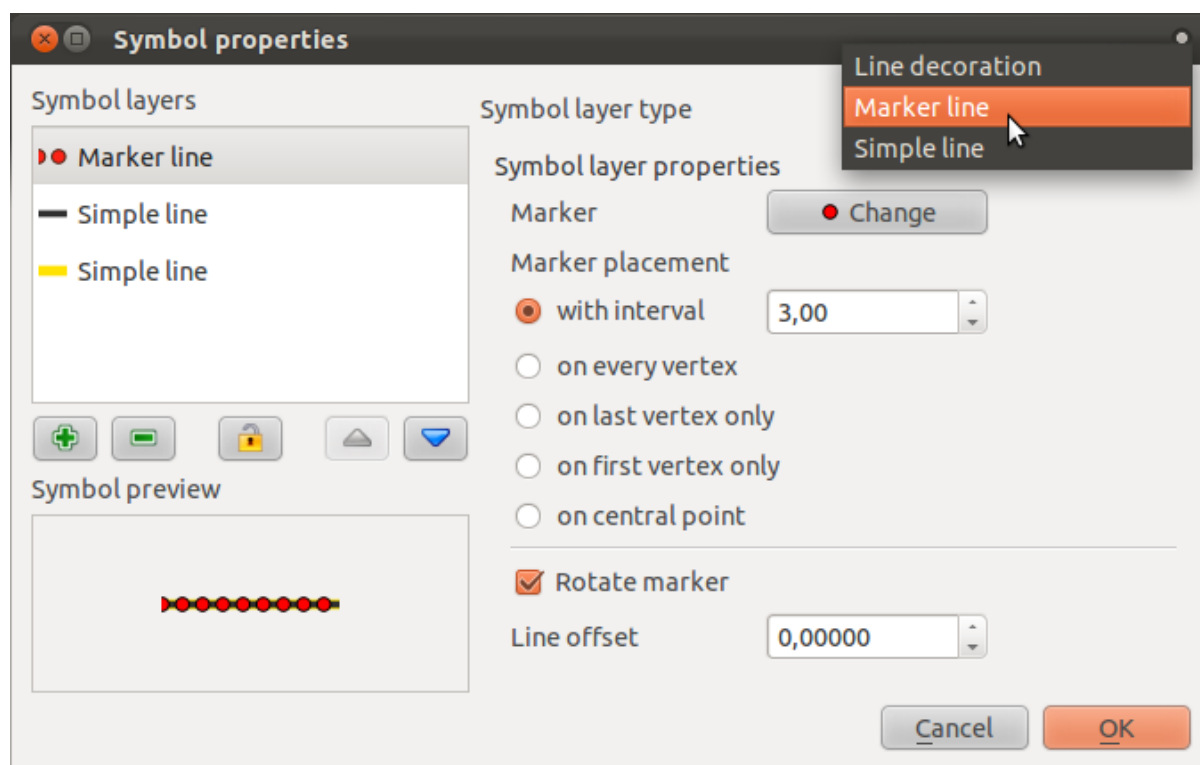 Symbol properties
Symbol layers
Marker line
Simple line
Simple line
Symbol preview
Symbol layer type
Line decoration
Marker line
Simple line
Symbol layer properties
Marker
Change
Marker placement
with interval
3,00
on every vertex
on last vertex only
on first vertex only
on central point
Rotate marker
Line offset
0,00000
Cancel
OK